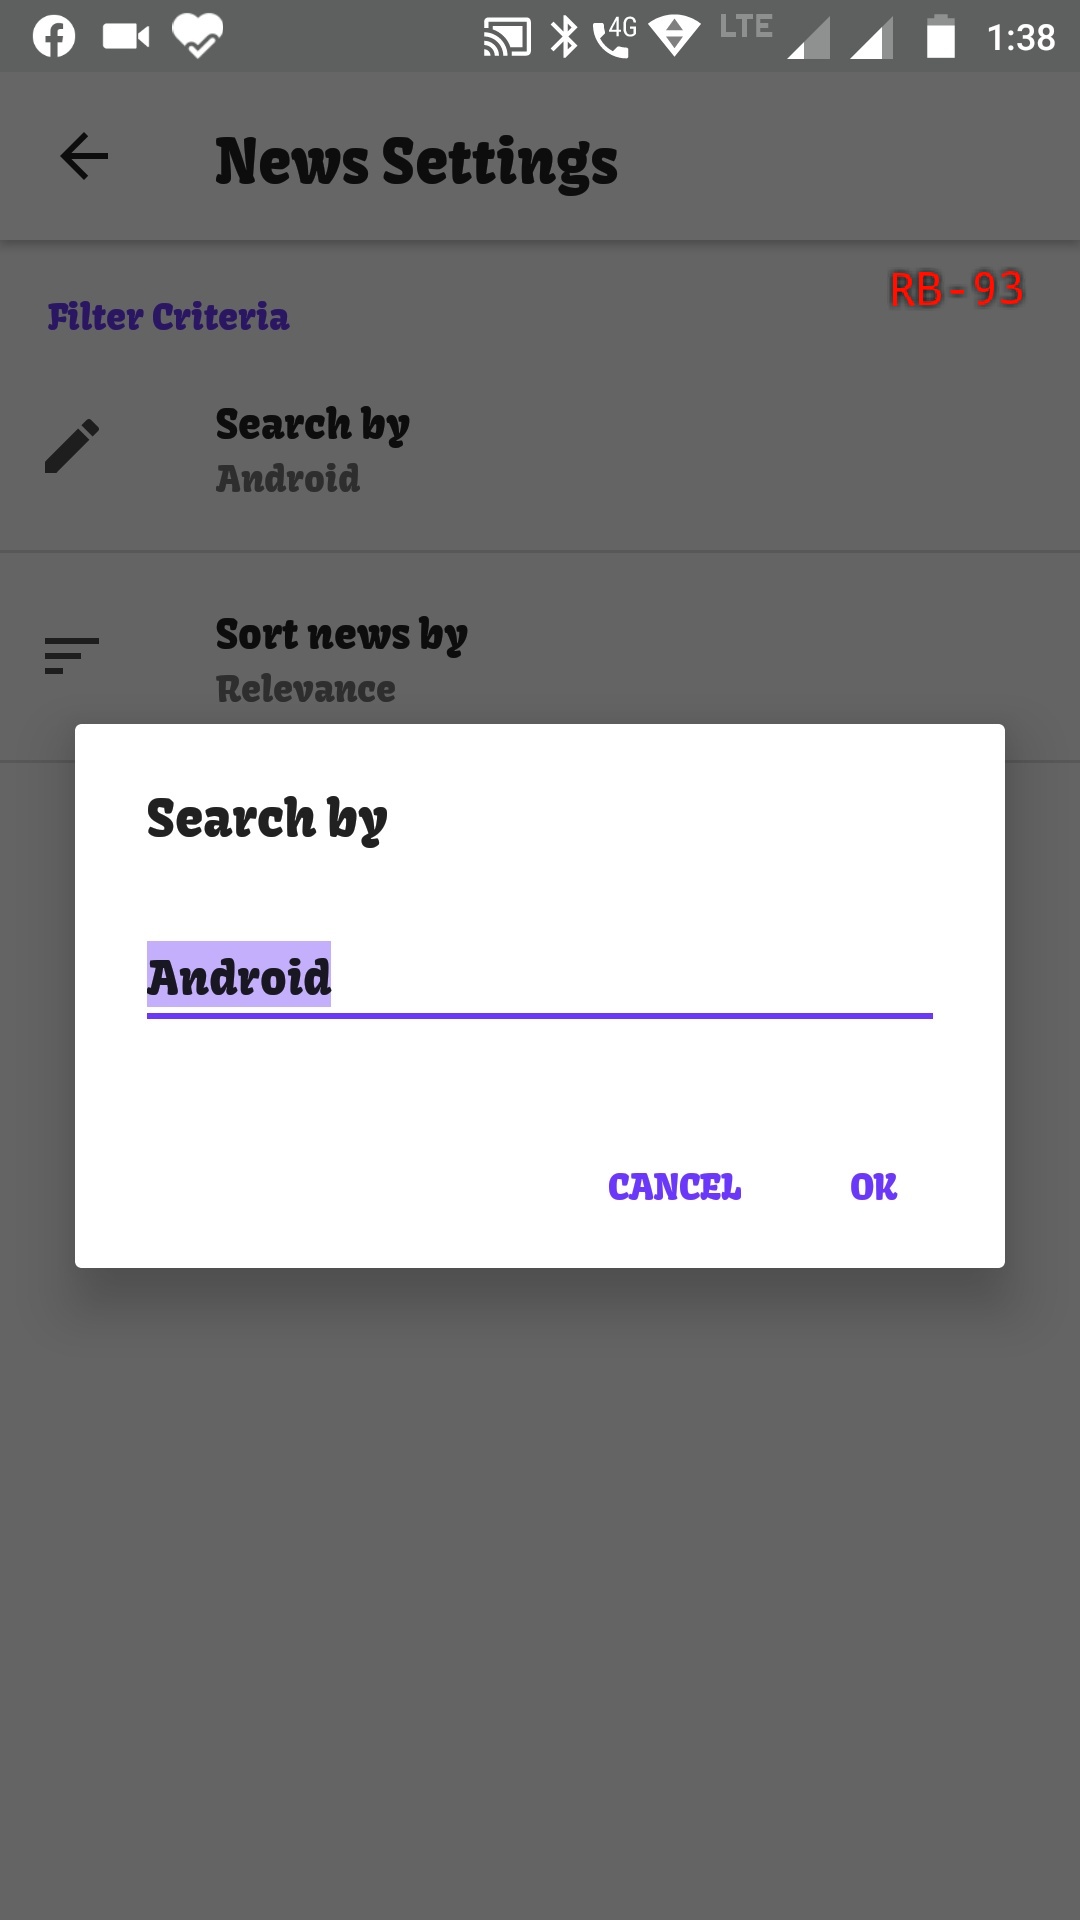 4G LTE 1:38
News Settings
RB-93
Filter Criteria
Search by
Android
Sort news by
Relevance
Search by
Android
CANCEL OK